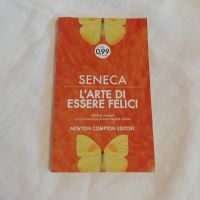 0,99
SENECA
L'ARTE DI
ESSERE FELICI
NEWTON COMPTON EDITORI